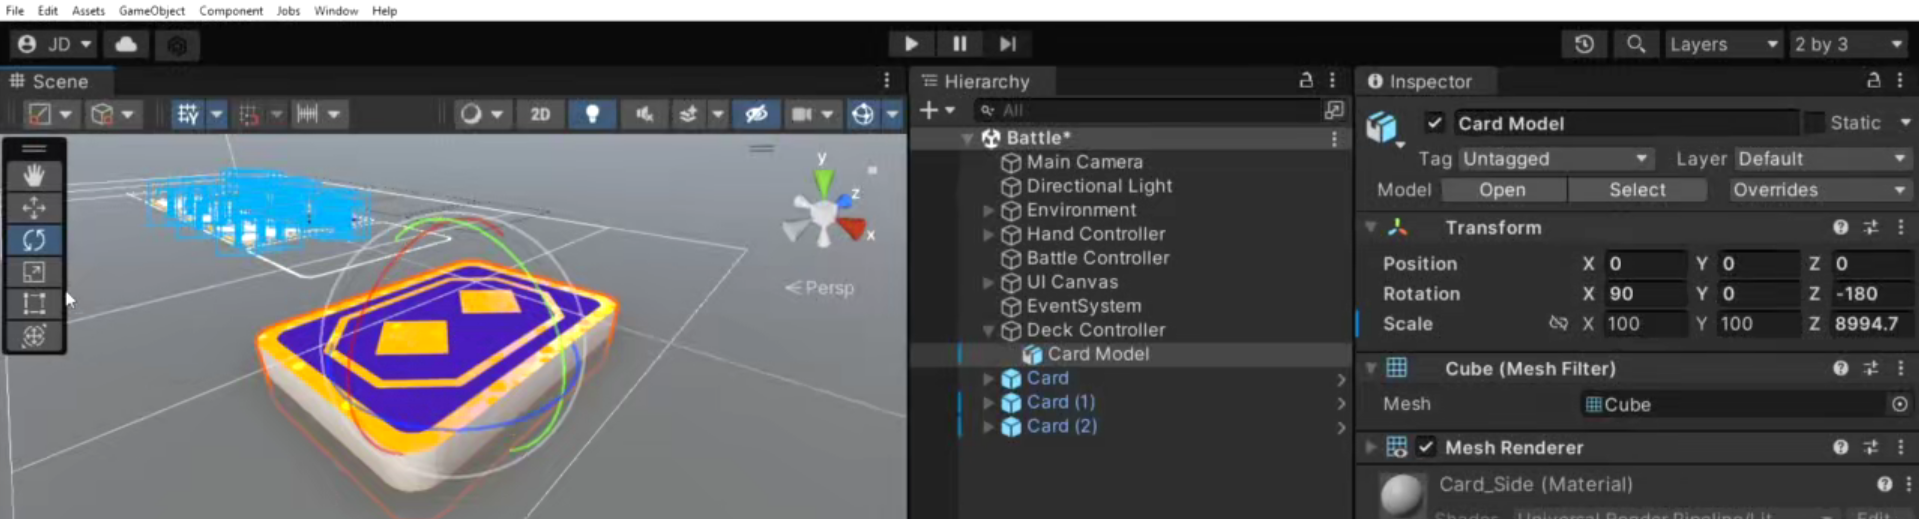 File Edit Assets GameObject Component Jobs Window Help
JD Layers 2 by 3
Scene
2D
y
z
x
Persp
Hierarchy
All
Battle*
Main Camera
Directional Light
Environment
Hand Controller
Battle Controller
UI Canvas
EventSystem
Deck Controller
Card Model
Card
Card (1)
Card (2)
Inspector
Card Model Static
Tag Untagged Layer Default
Model Open Select Overrides
Transform
Position X 0 Y 0 Z 0
Rotation X 90 Y 0 Z -180
Scale X 100 Y 100 Z 8994.7
Cube (Mesh Filter)
Mesh Cube
Mesh Renderer
Card_Side (Material)